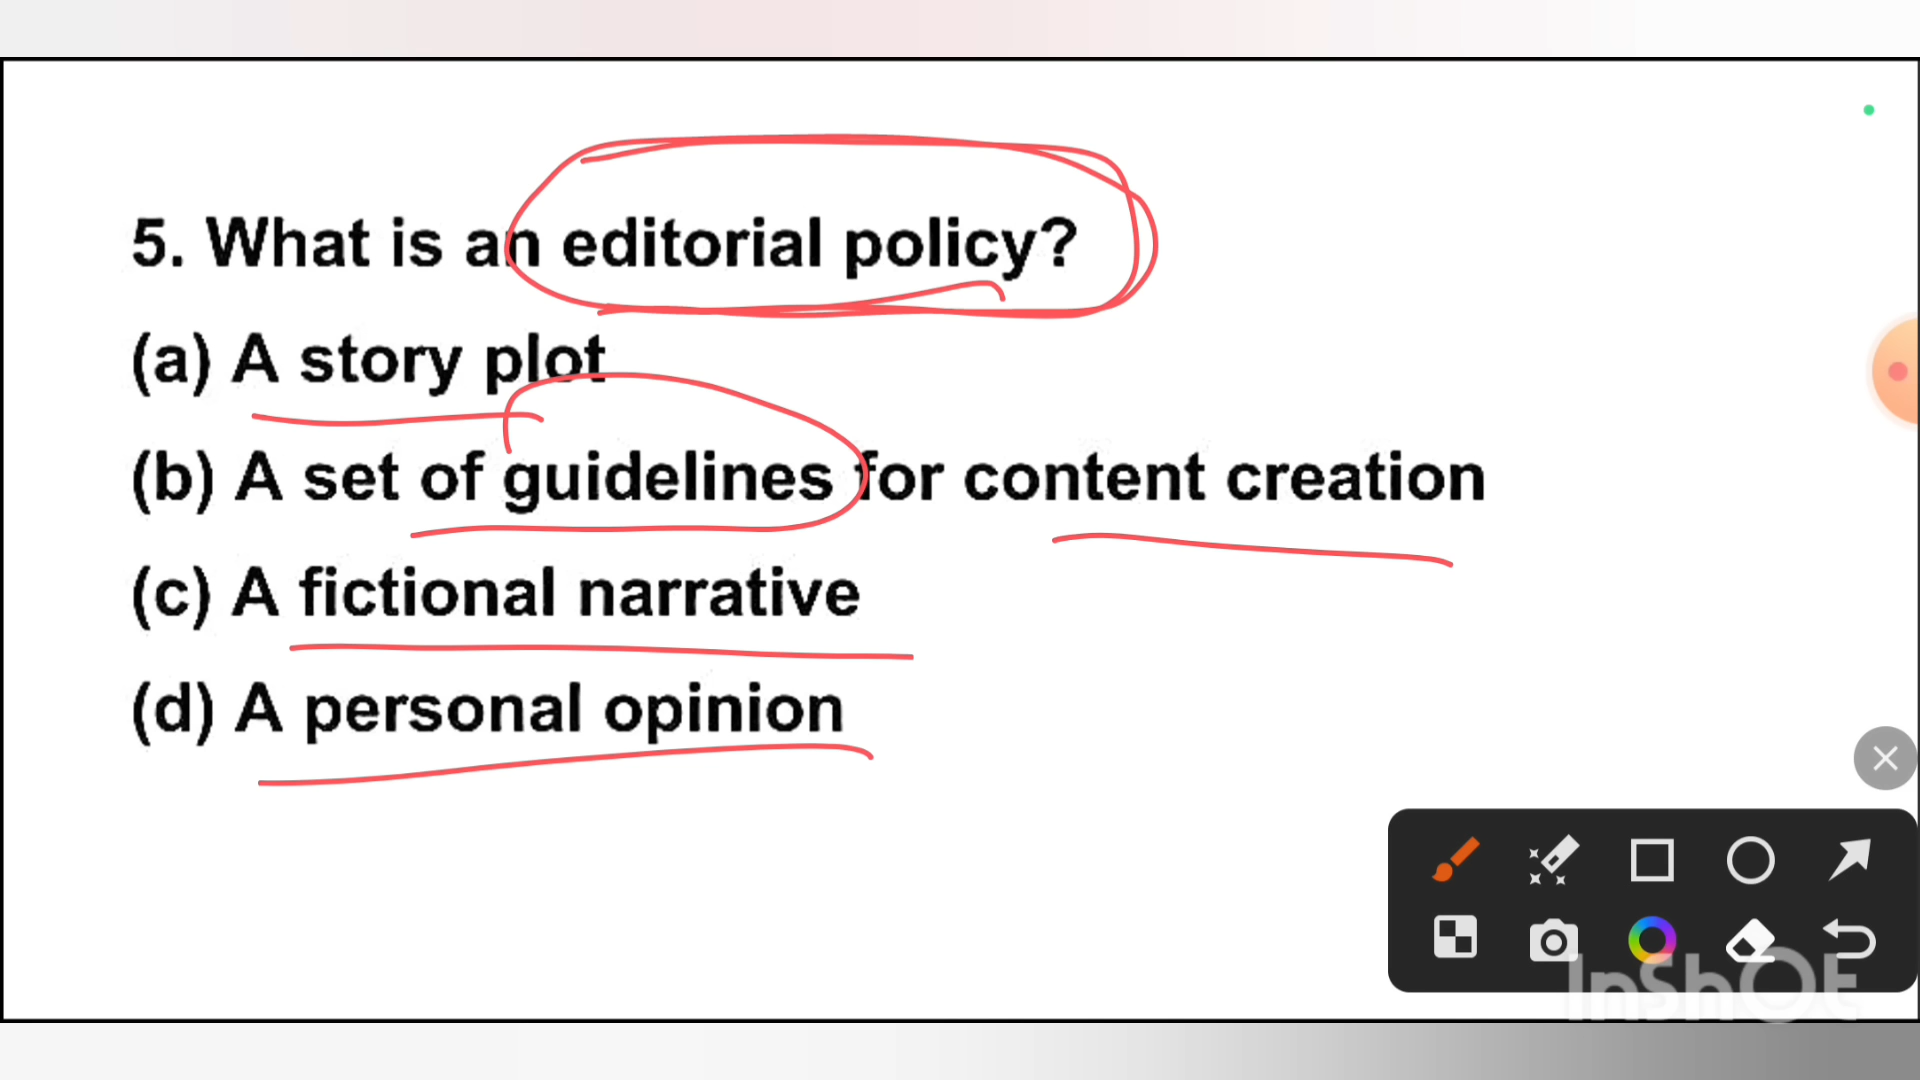 5. What is an editorial policy?
(a) A story plot
(b) A set of guidelines for content creation
(c) A fictional narrative
(d) A personal opinion
InShOt